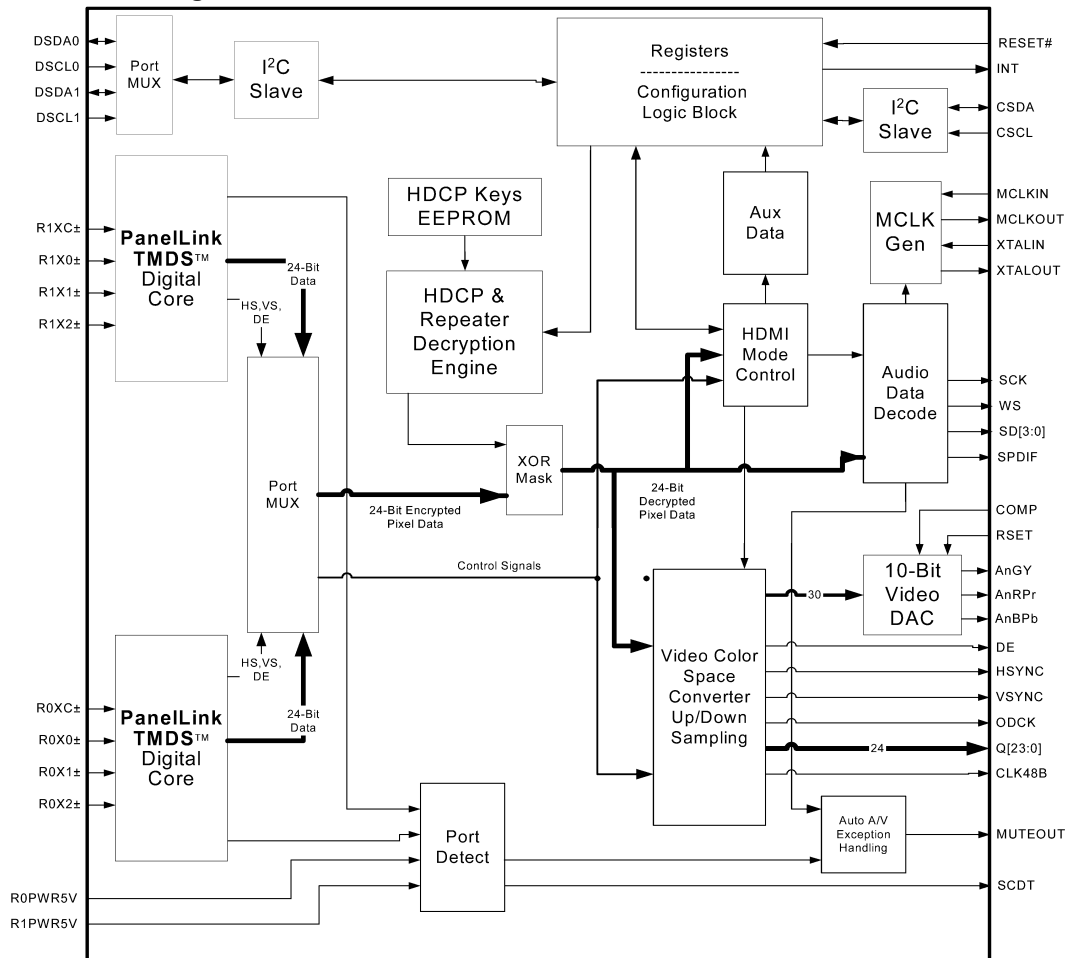 DSDA0
DSCL0
DSDA1
DSCL1
Port
MUX
I²C
Slave
Registers
Configuration
Logic Block
RESET#
INT
I²C
Slave
CSDA
CSCL
R1XC±
R1X0±
R1X1±
R1X2±
PanelLink
TMDS™
Digital
Core
24-Bit
Data
HS,VS,
DE
HDCP Keys
EEPROM
HDCP &
Repeater
Decryption
Engine
Aux
Data
MCLK
Gen
MCLKIN
MCLKOUT
XTALIN
XTALOUT
HDMI
Mode
Control
Audio
Data
Decode
SCK
WS
SD[3:0]
SPDIF
Port
MUX
24-Bit Encrypted
Pixel Data
XOR
Mask
24-Bit
Decrypted
Pixel Data
Control Signals
COMP
RSET
10-Bit
Video
DAC
30
AnGY
AnRPr
AnBPb
Video Color
Space
Converter
Up/Down
Sampling
DE
HSYNC
VSYNC
ODCK
24
Q[23:0]
CLK48B
HS,VS,
DE
24-Bit
Data
R0XC±
R0X0±
R0X1±
R0X2±
PanelLink
TMDS™
Digital
Core
Port
Detect
Auto A/V
Exception
Handling
MUTEOUT
SCDT
R0PWR5V
R1PWR5V